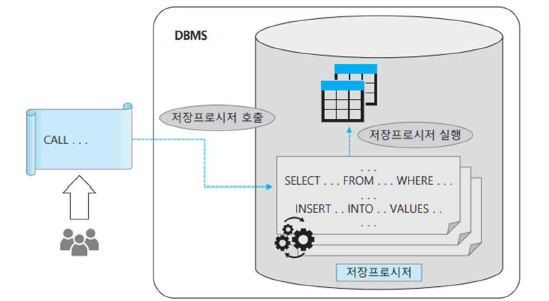 DBMS
저장프로시저 호출
CALL . . .
저장프로시저 실행
. . .
SELECT . . . FROM . . . WHERE . . .
. . .
INSERT . . INTO . . VALUES . .
. . .
저장프로시저